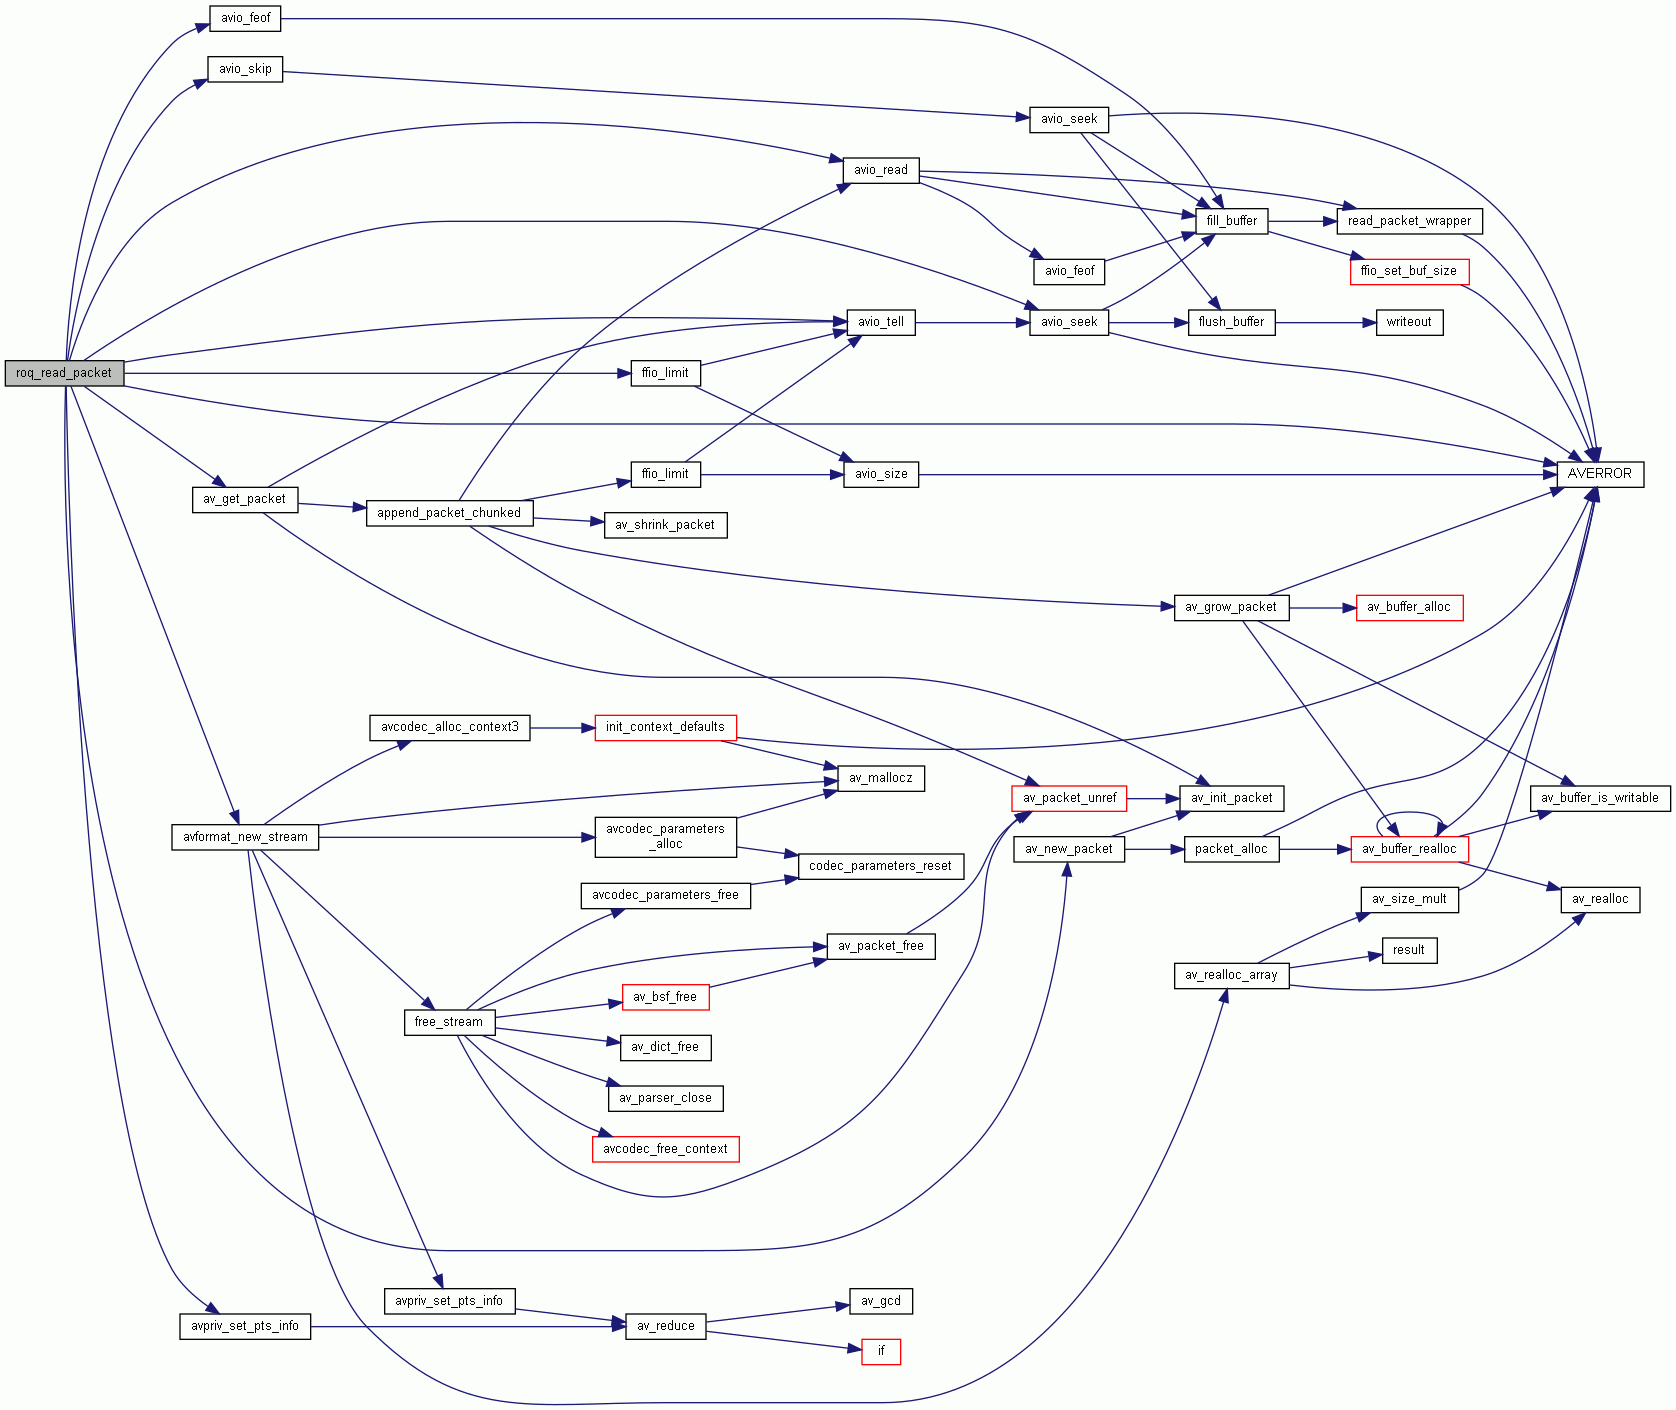 avio_feof
avio_skip
avio_seek
avio_read
fill_buffer
read_packet_wrapper
avio_feof
ffio_set_buf_size
avio_tell
avio_seek
flush_buffer
writeout
roq_read_packet
ffio_limit
ffio_limit
avio_size
AVERROR
av_get_packet
append_packet_chunked
av_shrink_packet
av_grow_packet
av_buffer_alloc
avcodec_alloc_context3
init_context_defaults
av_mallocz
av_packet_unref
av_init_packet
av_buffer_is_writable
avformat_new_stream
avcodec_parameters
_alloc
av_new_packet
packet_alloc
av_buffer_realloc
codec_parameters_reset
avcodec_parameters_free
av_size_mult
av_realloc
av_packet_free
result
av_realloc_array
av_bsf_free
free_stream
av_dict_free
av_parser_close
avcodec_free_context
avpriv_set_pts_info
av_gcd
avpriv_set_pts_info
av_reduce
if